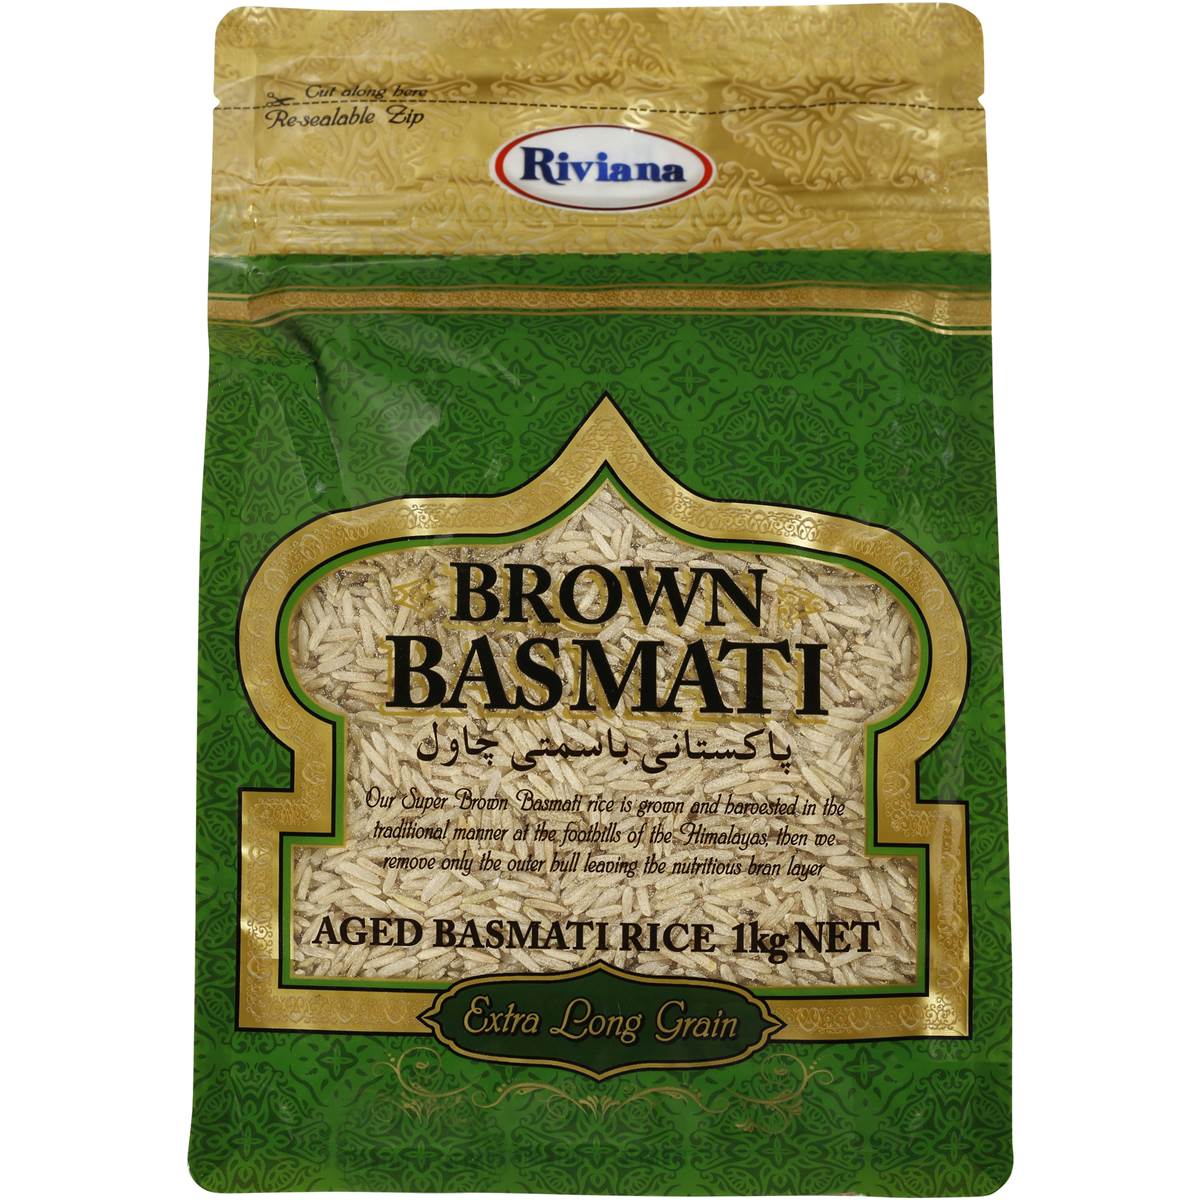 Cut along here
Re-sealable Zip
Riviana
BROWN
BASMATI
پاکستانی باسمتی چاول
Our Super Brown Basmati rice is grown and harvested in the
traditional manner at the foothills of the Himalayas, then we
remove only the outer hull leaving the nutritious bran layer
AGED BASMATI RICE 1kg NET
Extra Long Grain